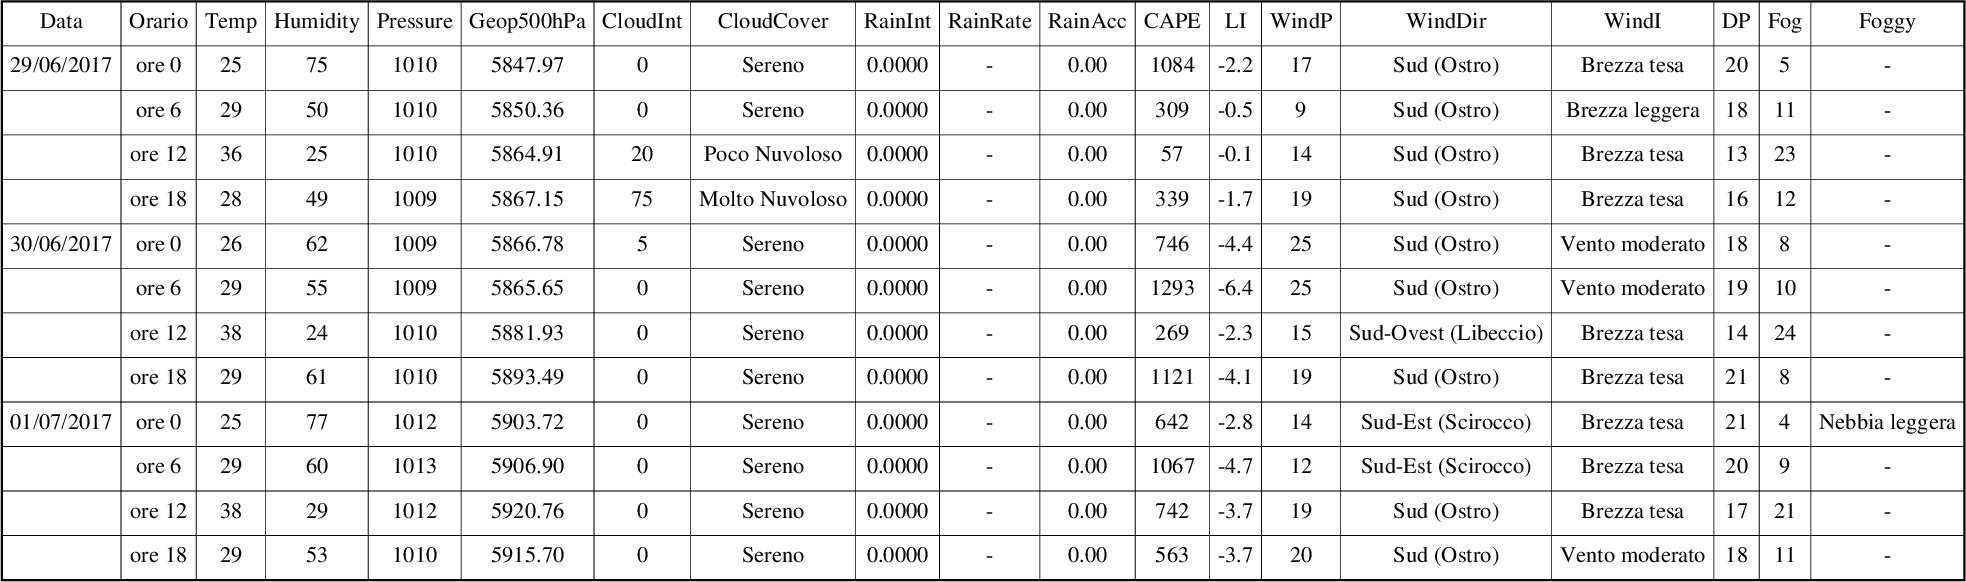 Data Orario Temp Humidity Pressure Geop500hPa CloudInt CloudCover RainInt RainRate RainAcc CAPE LI WindP WindDir WindI DP Fog Foggy
29/06/2017 ore 0 25 75 1010 5847.97 0 Sereno 0.0000 - 0.00 1084 -2.2 17 Sud (Ostro) Brezza tesa 20 5 -
ore 6 29 50 1010 5850.36 0 Sereno 0.0000 - 0.00 309 -0.5 9 Sud (Ostro) Brezza leggera 18 11 -
ore 12 36 25 1010 5864.91 20 Poco Nuvoloso 0.0000 - 0.00 57 -0.1 14 Sud (Ostro) Brezza tesa 13 23 -
ore 18 28 49 1009 5867.15 75 Molto Nuvoloso 0.0000 - 0.00 339 -1.7 19 Sud (Ostro) Brezza tesa 16 12 -
30/06/2017 ore 0 26 62 1009 5866.78 5 Sereno 0.0000 - 0.00 746 -4.4 25 Sud (Ostro) Vento moderato 18 8 -
ore 6 29 55 1009 5865.65 0 Sereno 0.0000 - 0.00 1293 -6.4 25 Sud (Ostro) Vento moderato 19 10 -
ore 12 38 24 1010 5881.93 0 Sereno 0.0000 - 0.00 269 -2.3 15 Sud-Ovest (Libeccio) Brezza tesa 14 24 -
ore 18 29 61 1010 5893.49 0 Sereno 0.0000 - 0.00 1121 -4.1 19 Sud (Ostro) Brezza tesa 21 8 -
01/07/2017 ore 0 25 77 1012 5903.72 0 Sereno 0.0000 - 0.00 642 -2.8 14 Sud-Est (Scirocco) Brezza tesa 21 4 Nebbia leggera
ore 6 29 60 1013 5906.90 0 Sereno 0.0000 - 0.00 1067 -4.7 12 Sud-Est (Scirocco) Brezza tesa 20 9 -
ore 12 38 29 1012 5920.76 0 Sereno 0.0000 - 0.00 742 -3.7 19 Sud (Ostro) Brezza tesa 17 21 -
ore 18 29 53 1010 5915.70 0 Sereno 0.0000 - 0.00 563 -3.7 20 Sud (Ostro) Vento moderato 18 11 -